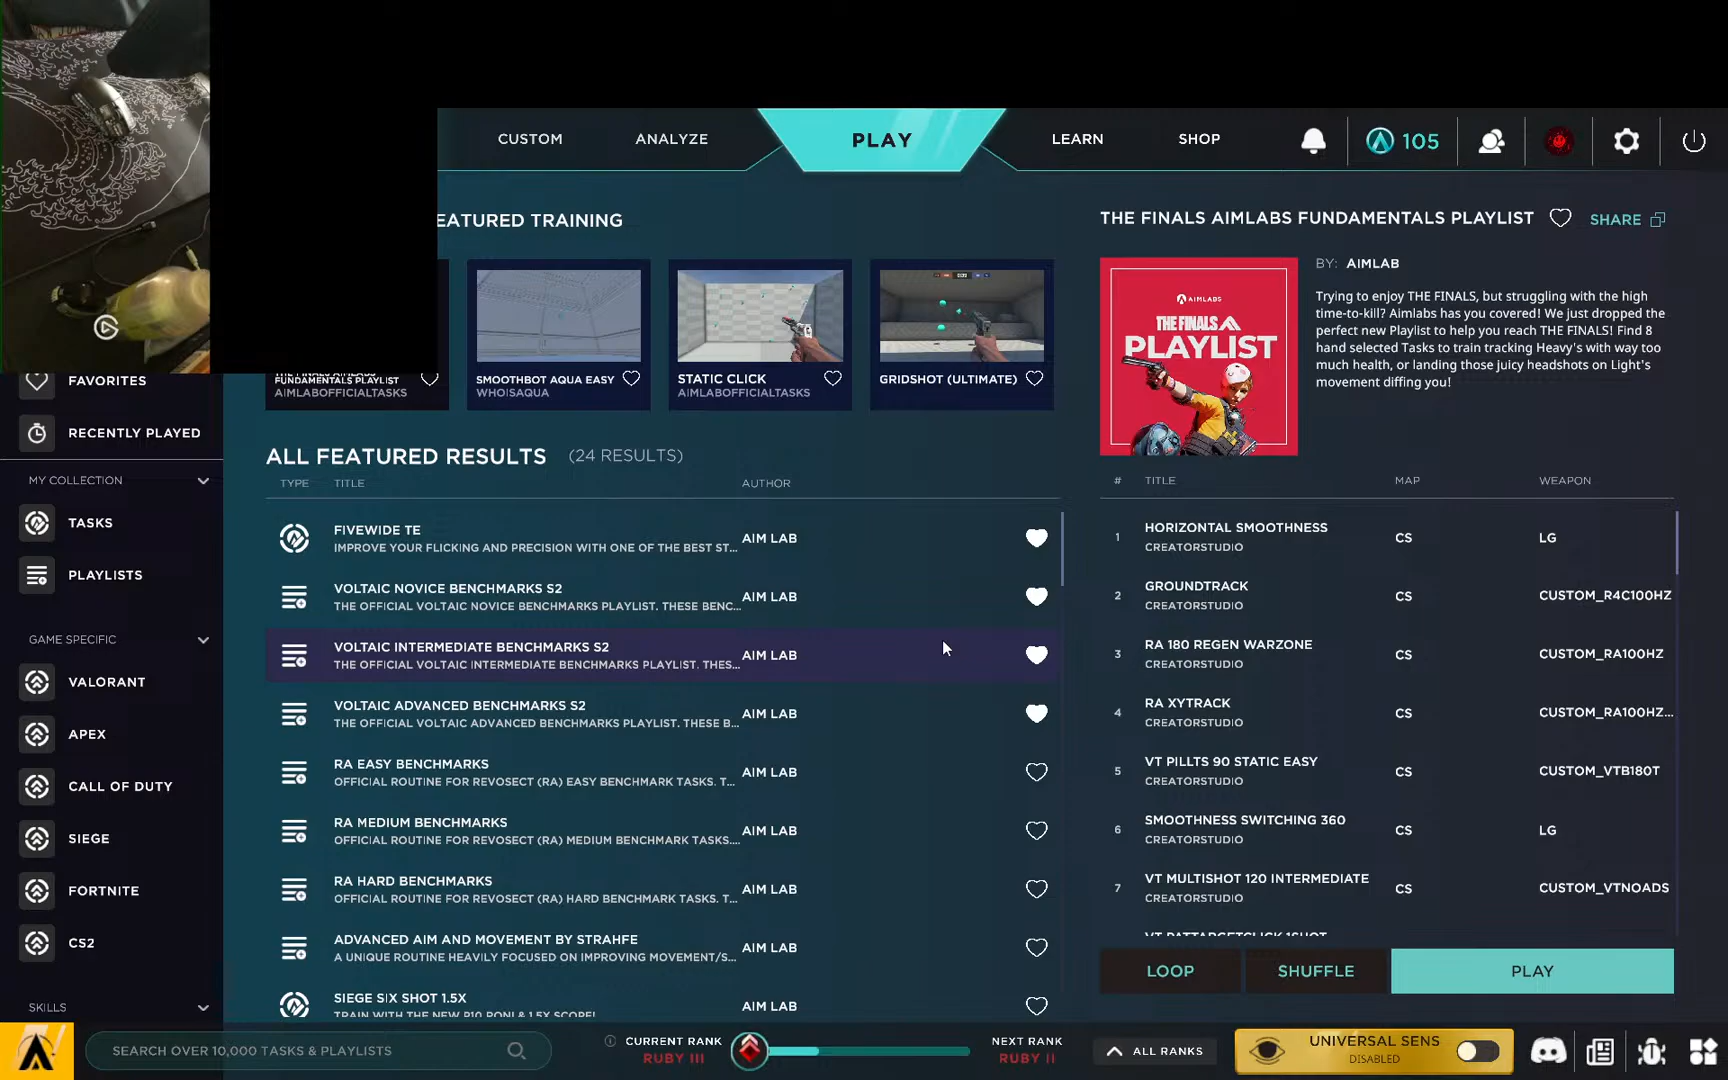 CUSTOM
ANALYZE
PLAY
LEARN
SHOP
105
EATURED TRAINING
FUNDAMENTALS PLAYLIST
AIMLABOFFICIALTASKS
SMOOTHBOT AQUA EASY
WHOISAQUA
STATIC CLICK
AIMLABOFFICIALTASKS
GRIDSHOT (ULTIMATE)
THE FINALS AIMLABS FUNDAMENTALS PLAYLIST
SHARE
AIMLABS
THE FINALS
PLAYLIST
BY: AIMLAB
Trying to enjoy THE FINALS, but struggling with the high
time-to-kill? Aimlabs has you covered! We just dropped the
perfect new Playlist to help you reach THE FINALS! Find 8
hand selected Tasks to train tracking Heavy's with way too
much health, or landing those juicy headshots on Light's
movement diffing you!
FAVORITES
RECENTLY PLAYED
MY COLLECTION
TASKS
PLAYLISTS
GAME SPECIFIC
VALORANT
APEX
CALL OF DUTY
SIEGE
FORTNITE
CS2
SKILLS
ALL FEATURED RESULTS (24 RESULTS)
TYPE TITLE AUTHOR
FIVEWIDE TE
IMPROVE YOUR FLICKING AND PRECISION WITH ONE OF THE BEST ST...
AIM LAB
VOLTAIC NOVICE BENCHMARKS S2
THE OFFICIAL VOLTAIC NOVICE BENCHMARKS PLAYLIST. THESE BENC...
AIM LAB
VOLTAIC INTERMEDIATE BENCHMARKS S2
THE OFFICIAL VOLTAIC INTERMEDIATE BENCHMARKS PLAYLIST. THES...
AIM LAB
VOLTAIC ADVANCED BENCHMARKS S2
THE OFFICIAL VOLTAIC ADVANCED BENCHMARKS PLAYLIST. THESE B...
AIM LAB
RA EASY BENCHMARKS
OFFICIAL ROUTINE FOR REVOSECT (RA) EASY BENCHMARK TASKS. T...
AIM LAB
RA MEDIUM BENCHMARKS
OFFICIAL ROUTINE FOR REVOSECT (RA) MEDIUM BENCHMARK TASKS....
AIM LAB
RA HARD BENCHMARKS
OFFICIAL ROUTINE FOR REVOSECT (RA) HARD BENCHMARK TASKS. T...
AIM LAB
ADVANCED AIM AND MOVEMENT BY STRAHFE
A UNIQUE ROUTINE HEAVILY FOCUSED ON IMPROVING MOVEMENT/S...
AIM LAB
SIEGE SIX SHOT 1.5X
TRAIN WITH THE NEW P10 RONI & 1.5X SCOPE!
AIM LAB
# TITLE MAP WEAPON
1 HORIZONTAL SMOOTHNESS CS LG
CREATORSTUDIO
2 GROUNDTRACK CS CUSTOM_R4C100HZ
CREATORSTUDIO
3 RA 180 REGEN WARZONE CS CUSTOM_RA100HZ
CREATORSTUDIO
4 RA XYTRACK CS CUSTOM_RA100HZ...
CREATORSTUDIO
5 VT PILLTS 90 STATIC EASY CS CUSTOM_VTB180T
CREATORSTUDIO
6 SMOOTHNESS SWITCHING 360 CS LG
CREATORSTUDIO
7 VT MULTISHOT 120 INTERMEDIATE CS CUSTOM_VTNOADS
CREATORSTUDIO
LOOP
SHUFFLE
PLAY
SEARCH OVER 10,000 TASKS & PLAYLISTS
CURRENT RANK
RUBY III
NEXT RANK
RUBY II
ALL RANKS
UNIVERSAL SENS
DISABLED